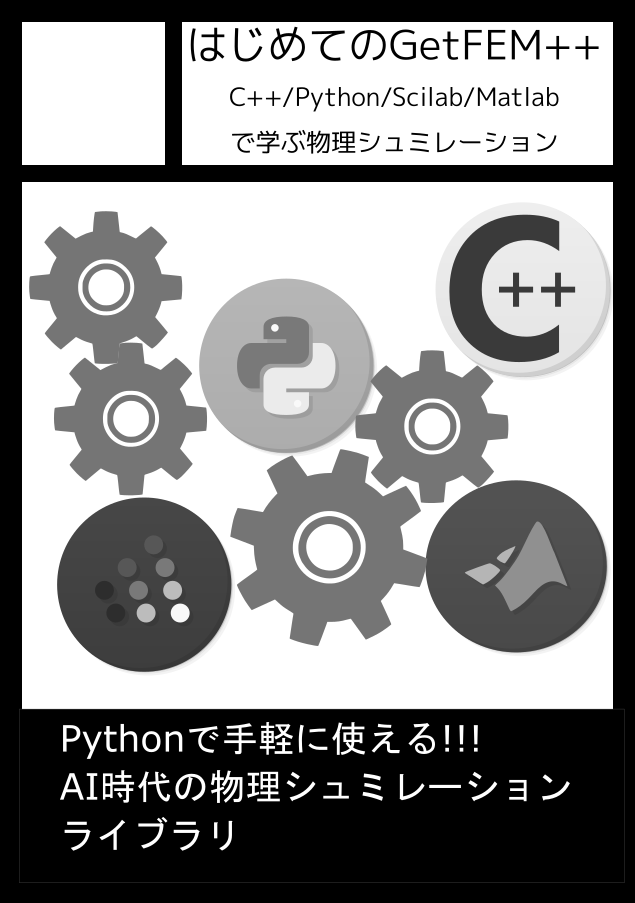 はじめてのGetFEM++
C++/Python/Scilab/Matlab
で学ぶ物理シュミレーション
C++
Pythonで手軽に使える!!!
AI時代の物理シュミレーション
ライブラリ